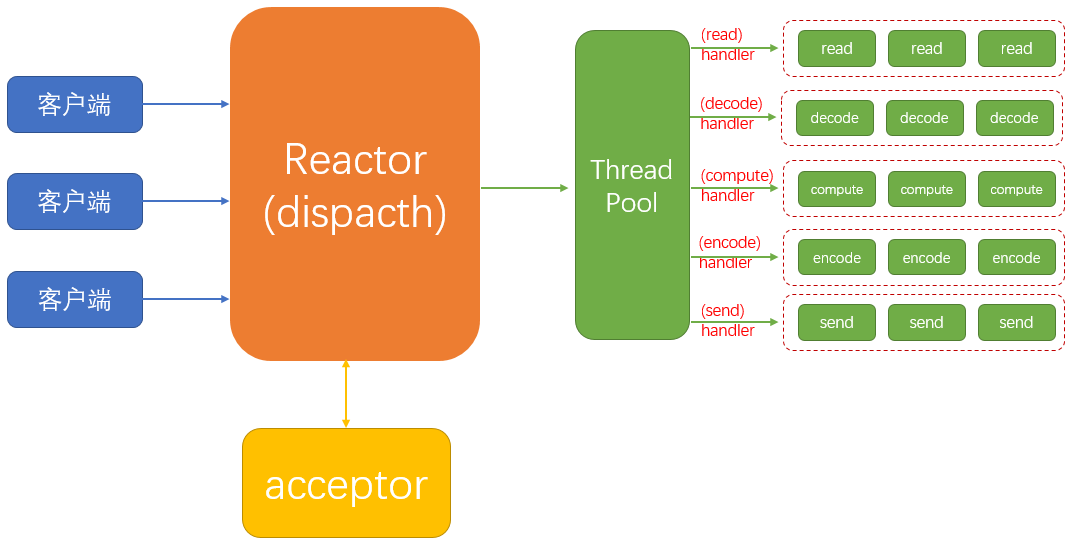 客户端
客户端
客户端
Reactor
(dispacth)
acceptor
Thread
Pool
(read)
handler
read read read
(decode)
handler
decode decode decode
(compute)
handler
compute compute compute
(encode)
handler
encode encode encode
(send)
handler
send send send